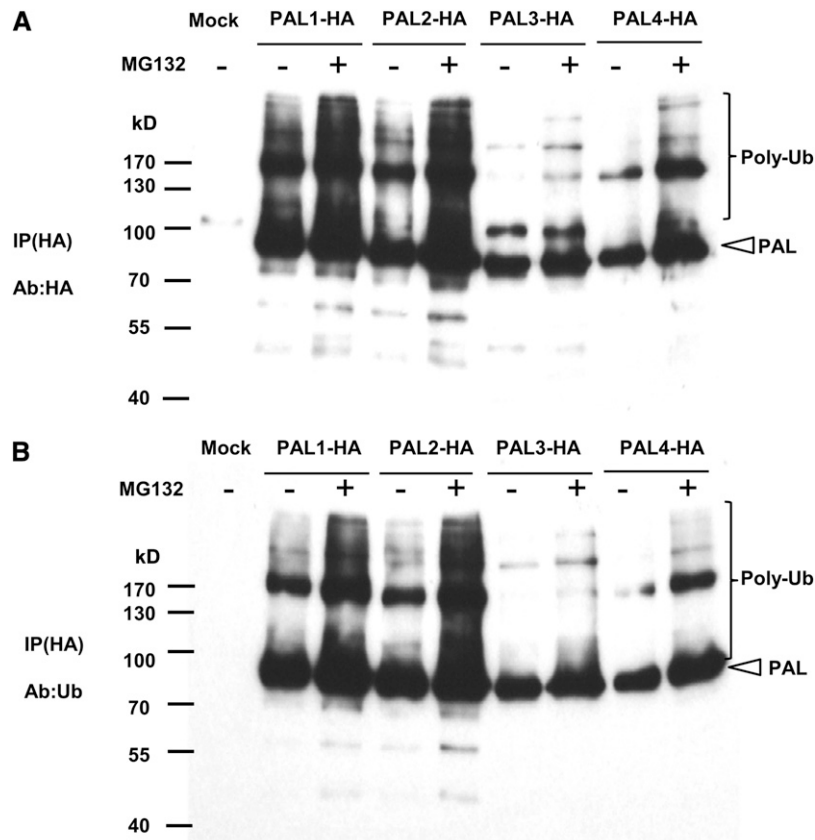 A
Mock PAL1-HA PAL2-HA PAL3-HA PAL4-HA
MG132 - - + - + - + - +
kD
170
130
100
70
55
40
IP(HA)
Ab:HA
Poly-Ub
PAL
B
Mock PAL1-HA PAL2-HA PAL3-HA PAL4-HA
MG132 - - + - + - + - +
kD
170
130
100
70
55
40
IP(HA)
Ab:Ub
Poly-Ub
PAL